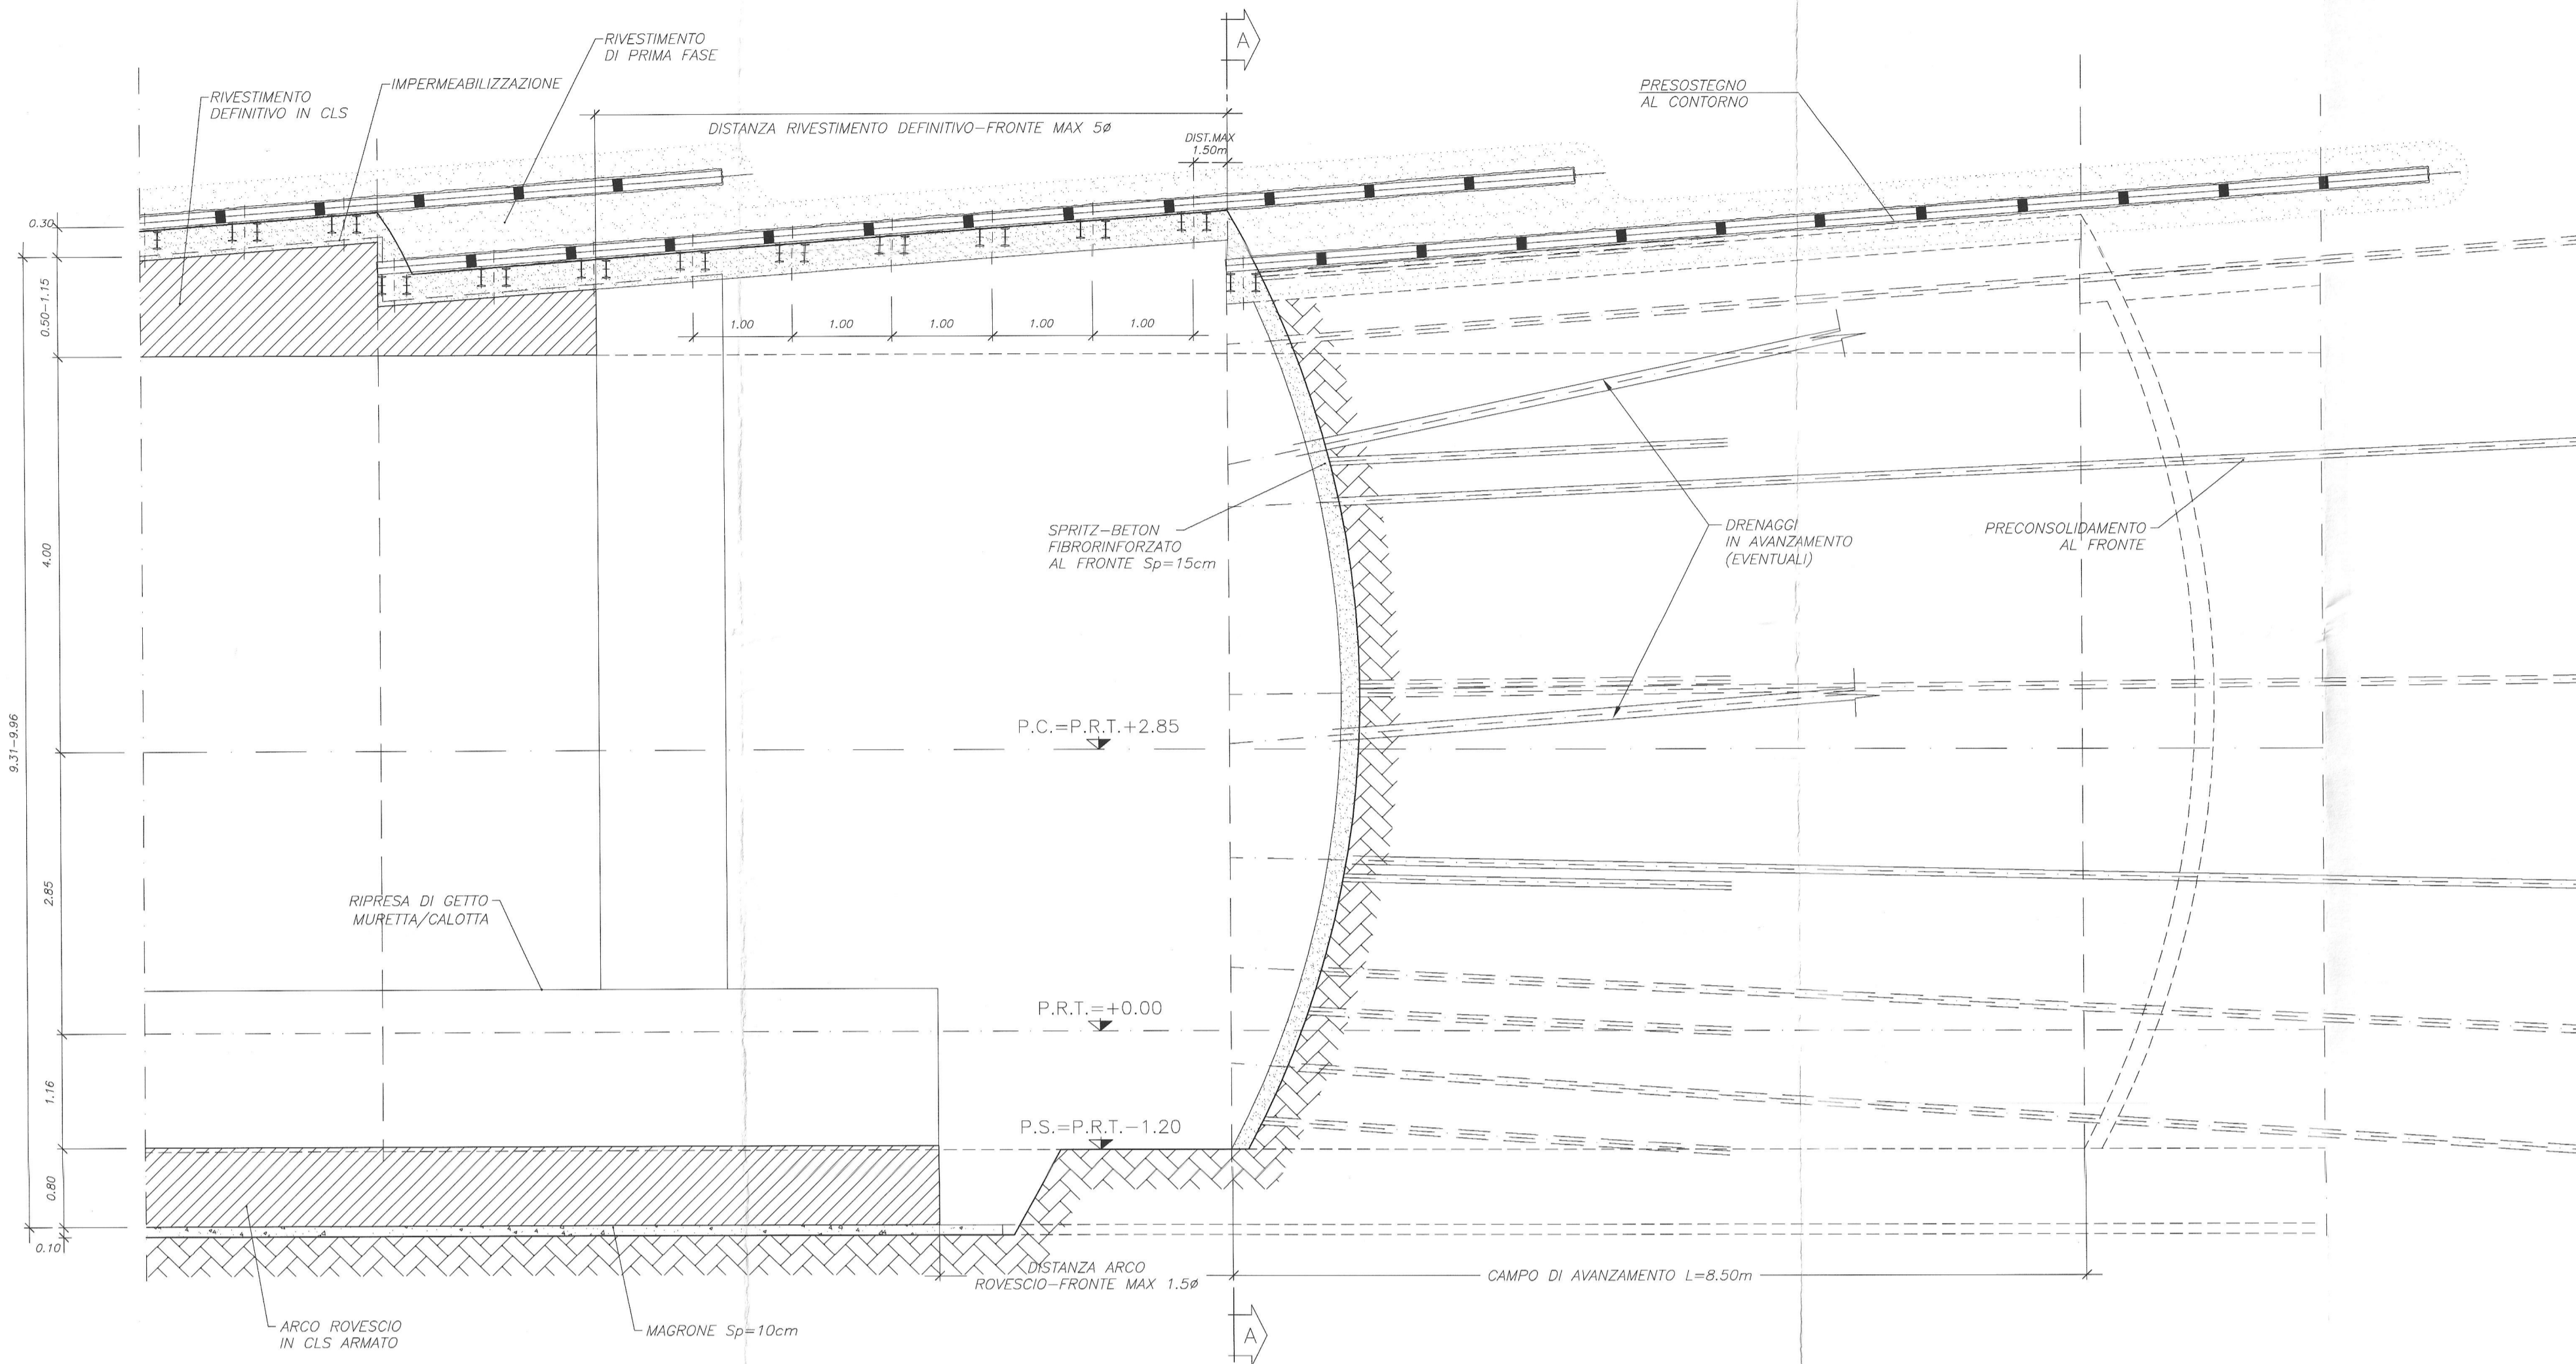 A
RIVESTIMENTO
DI PRIMA FASE
IMPERMEABILIZZAZIONE
RIVESTIMENTO
DEFINITIVO IN CLS
PRESOSTEGNO
AL CONTORNO
DISTANZA RIVESTIMENTO DEFINITIVO-FRONTE MAX 5ø
DIST.MAX
1.50m
0.30
0.50-1.15
1.00
1.00
1.00
1.00
1.00
4.00
SPRITZ-BETON
FIBRORINFORZATO
AL FRONTE Sp=15cm
DRENAGGI
IN AVANZAMENTO
(EVENTUALI)
PRECONSOLIDAMENTO
AL FRONTE
9.31-9.96
P.C.=P.R.T.+2.85
2.85
RIPRESA DI GETTO
MURETTA/CALOTTA
P.R.T.=+0.00
1.16
P.S.=P.R.T.-1.20
0.80
0.10
DISTANZA ARCO
ROVESCIO-FRONTE MAX 1.5ø
CAMPO DI AVANZAMENTO L=8.50m
ARCO ROVESCIO
IN CLS ARMATO
MAGRONE Sp=10cm
A